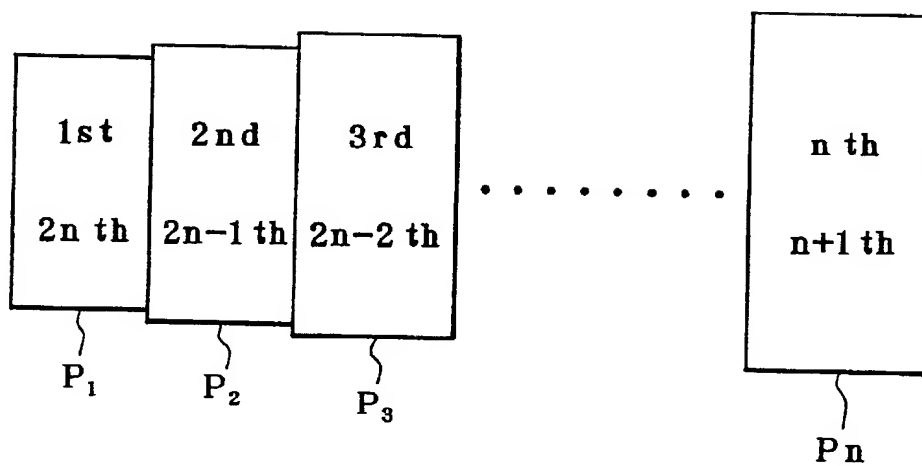 1st 2nd 3rd n th
2n th 2n-1 th 2n-2 th n+1 th
P₁ P₂ P₃ Pn